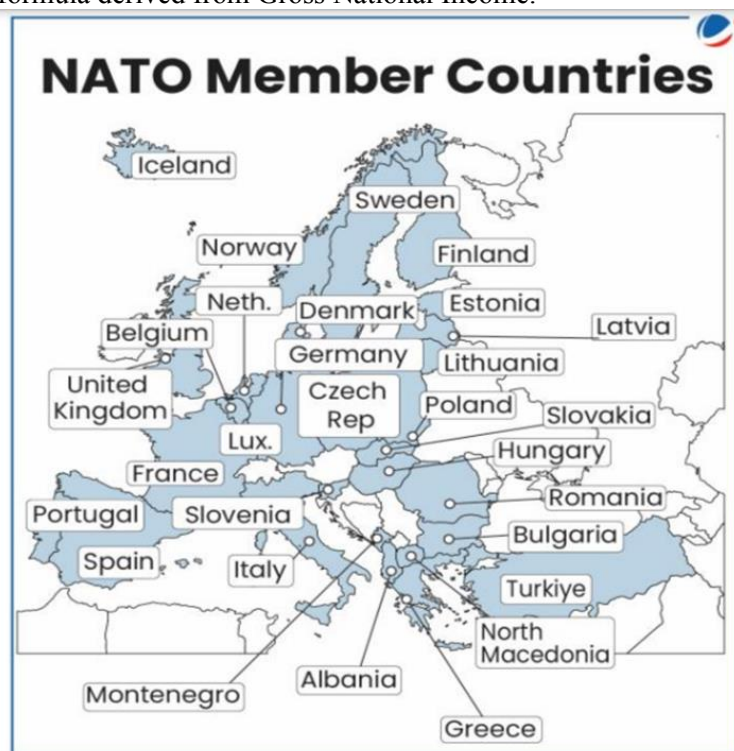 formula derived from Gross National Income.
NATO Member Countries
Iceland
Sweden
Norway
Finland
Neth.
Denmark
Estonia
Belgium
Latvia
Germany
Lithuania
United
Kingdom
Czech
Rep
Poland
Slovakia
Lux.
Hungary
France
Romania
Portugal
Slovenia
Bulgaria
Spain
Italy
Turkiye
North
Macedonia
Albania
Montenegro
Greece